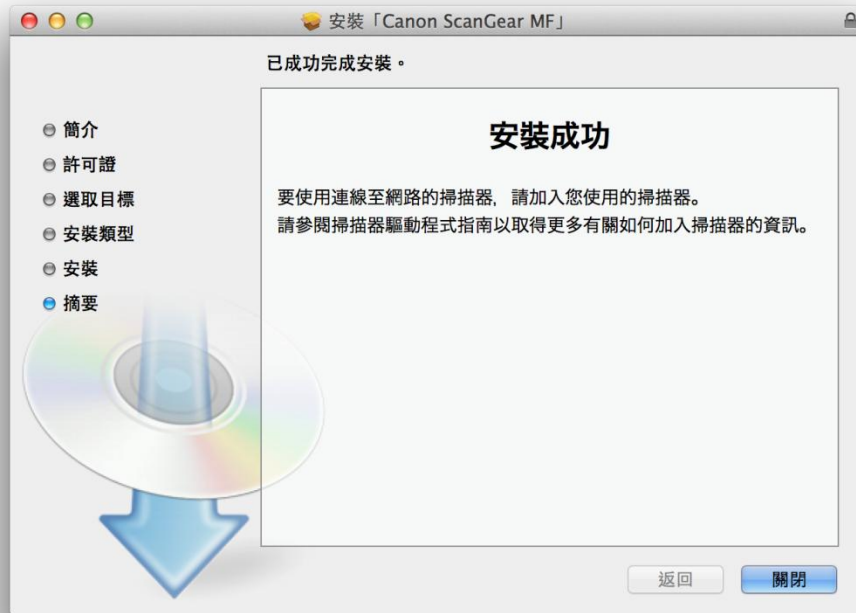 安裝「Canon ScanGear MF」
已成功完成安裝。
簡介
許可證
選取目標
安裝類型
安裝
摘要
安裝成功
要使用連線至網路的掃描器，請加入您使用的掃描器。
請參閱掃描器驅動程式指南以取得更多有關如何加入掃描器的資訊。
返回
關閉